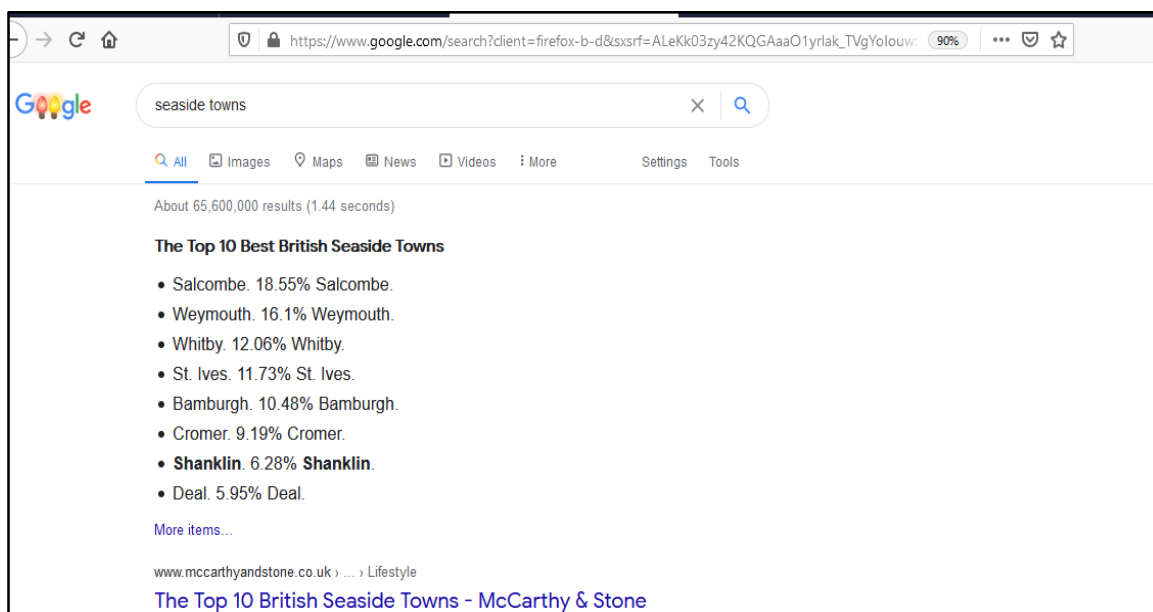 https://www.google.com/search?client=firefox-b-d&sxsrf=ALeKk03zy42KQGAaaO1yrlak_TVgYolouw: 90%
Google seaside towns
All Images Maps News Videos More Settings Tools
About 65,600,000 results (1.44 seconds)
The Top 10 Best British Seaside Towns
• Salcombe. 18.55% Salcombe.
• Weymouth. 16.1% Weymouth.
• Whitby. 12.06% Whitby.
• St. Ives. 11.73% St. Ives.
• Bamburgh. 10.48% Bamburgh.
• Cromer. 9.19% Cromer.
• Shanklin. 6.28% Shanklin.
• Deal. 5.95% Deal.
More items...
www.mccarthyandstone.co.uk › ... › Lifestyle
The Top 10 British Seaside Towns - McCarthy & Stone